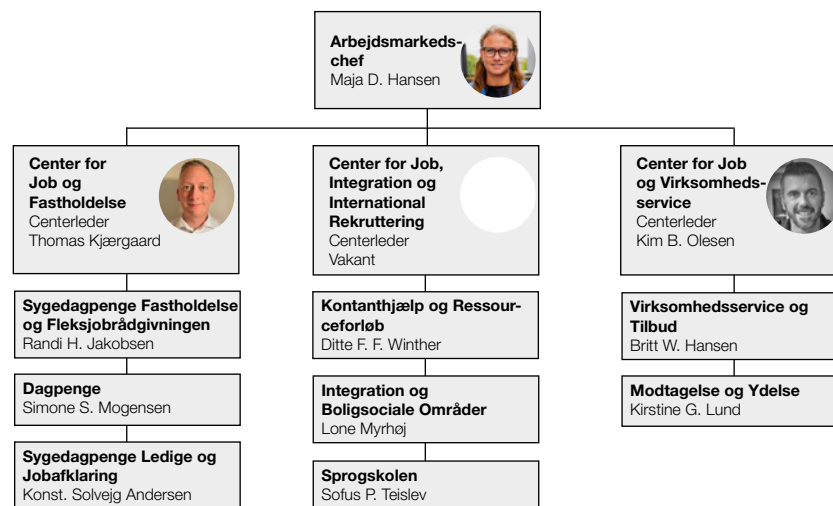 Arbejdsmarkeds-
chef
Maja D. Hansen
Center for
Job og
Fastholdelse
Centerleder
Thomas Kjærgaard
Center for Job,
Integration og
International
Rekruttering
Centerleder
Vakant
Center for Job
og Virksomheds-
service
Centerleder
Kim B. Olesen
Sygedagpenge Fastholdelse
og Fleksjobrådgivningen
Randi H. Jakobsen
Kontanthjælp og Ressour-
ceforløb
Ditte F. F. Winther
Virksomhedsservice og
Tilbud
Britt W. Hansen
Dagpenge
Simone S. Mogensen
Integration og
Boligsociale Områder
Lone Myrhøj
Modtagelse og Ydelse
Kirstine G. Lund
Sygedagpenge Ledige og
Jobafklaring
Konst. Solvejg Andersen
Sprogskolen
Sofus P. Teislev